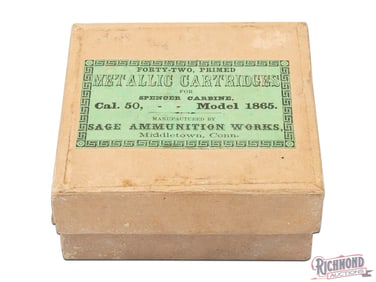 FORTY-TWO, PRIMED
METALLIC CARTRIDGES
FOR
SPENCER CARBINE,
Cal. 50, - - Model 1865.
MANUFACTURED BY
SAGE AMMUNITION WORKS,
Middletown, Conn.
RICHMOND
AUCTIONS